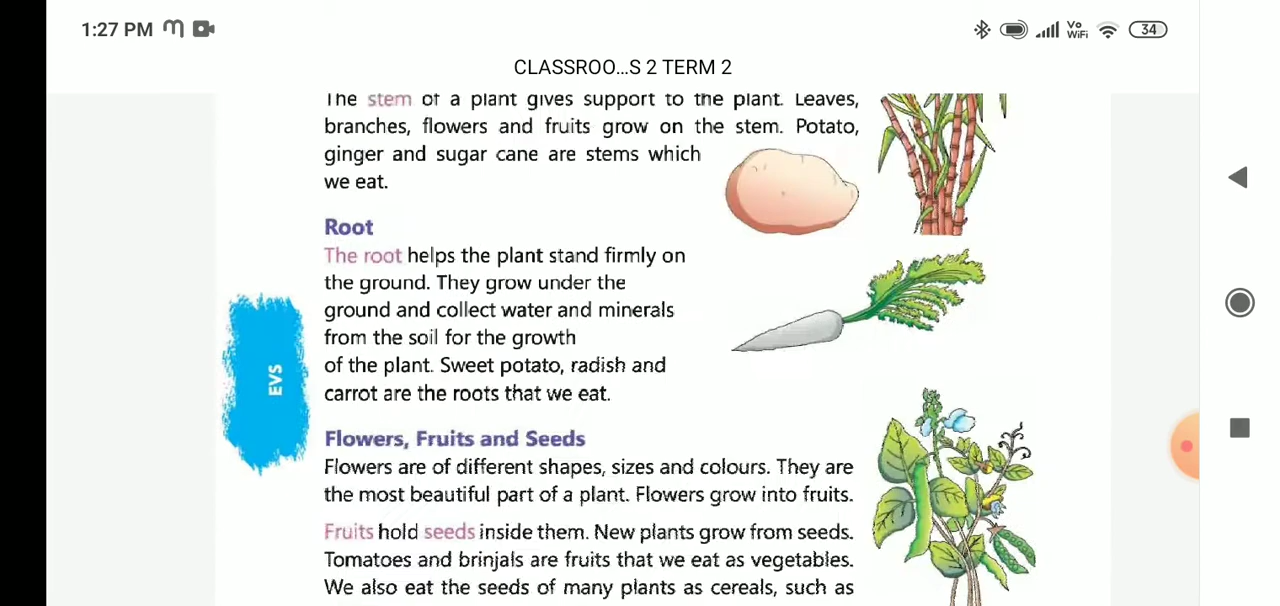 1:27 PM
Vo
WiFi
34
CLASSROO...S 2 TERM 2
The stem of a plant gives support to the plant. Leaves,
branches, flowers and fruits grow on the stem. Potato,
ginger and sugar cane are stems which
we eat.
Root
The root helps the plant stand firmly on
the ground. They grow under the
ground and collect water and minerals
from the soil for the growth
of the plant. Sweet potato, radish and
carrot are the roots that we eat.
EVS
Flowers, Fruits and Seeds
Flowers are of different shapes, sizes and colours. They are
the most beautiful part of a plant. Flowers grow into fruits.
Fruits hold seeds inside them. New plants grow from seeds.
Tomatoes and brinjals are fruits that we eat as vegetables.
We also eat the seeds of many plants as cereals, such as